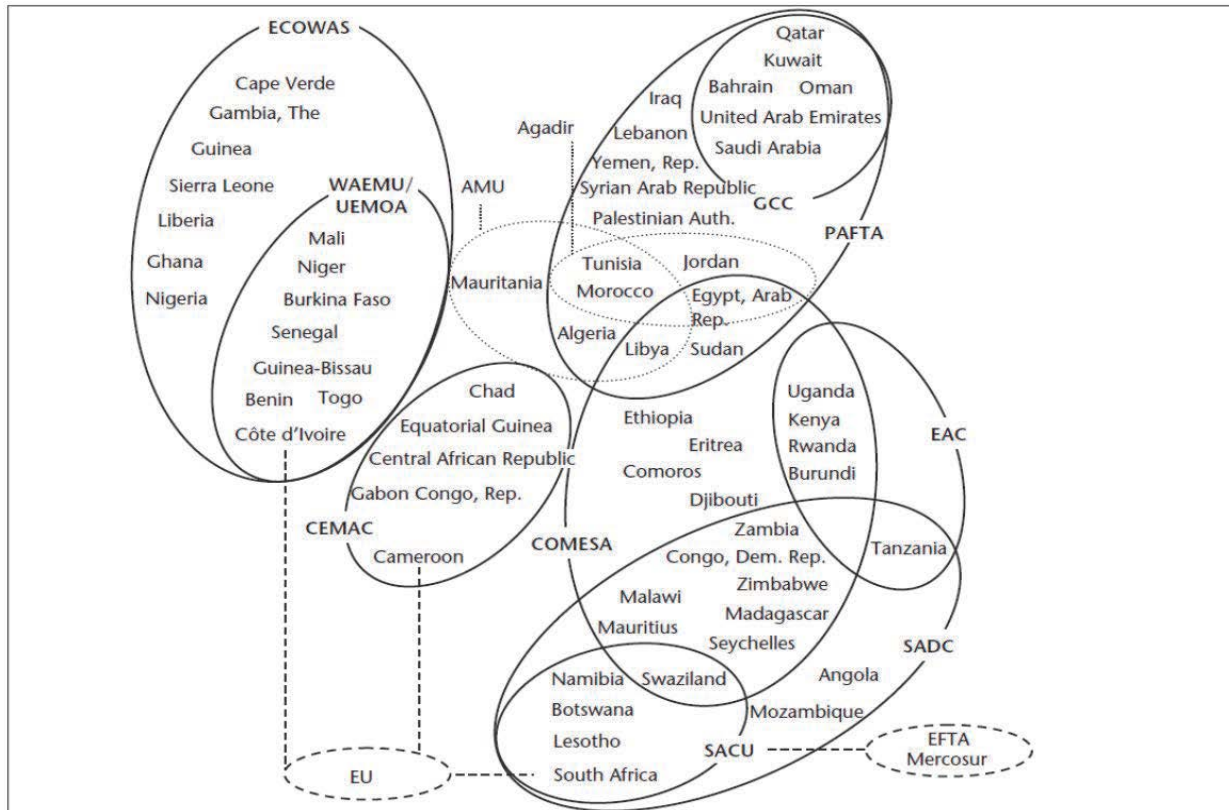 ECOWAS
Cape Verde
Gambia, The
Guinea
Sierra Leone
Liberia
Ghana
Nigeria
WAEMU/
UEMOA
Mali
Niger
Burkina Faso
Senegal
Guinea-Bissau
Benin Togo
Côte d'Ivoire
AMU
Agadir
Mauritania
Qatar
Kuwait
Bahrain Oman
United Arab Emirates
Saudi Arabia
GCC
Iraq
Lebanon
Yemen, Rep.
Syrian Arab Republic
Palestinian Auth.
PAFTA
Tunisia
Jordan
Morocco
Egypt, Arab
Rep.
Algeria
Libya
Sudan
Chad
Equatorial Guinea
Central African Republic
Gabon Congo, Rep.
CEMAC
Cameroon
COMESA
Ethiopia
Eritrea
Comoros
Djibouti
Uganda
Kenya
Rwanda
Burundi
EAC
Tanzania
Zambia
Congo, Dem. Rep.
Zimbabwe
Malawi
Madagascar
Mauritius
Seychelles
SADC
Angola
Mozambique
Namibia Swaziland
Botswana
Lesotho
SACU
South Africa
EU
EFTA
Mercosur